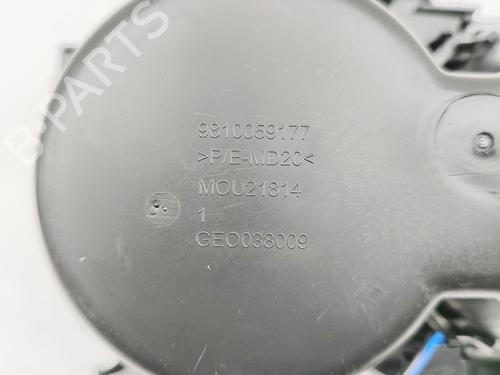 B-PARTS
9810059177
>P/E-MD20<
MOU21814
1
GEO038009